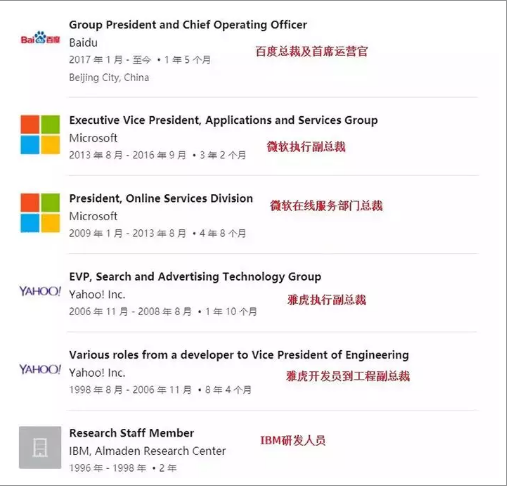 Group President and Chief Operating Officer
Bai 百度
Baidu
百度总裁及首席运营官
2017 年 1 月 - 至今 • 1 年 5 个月
Beijing City, China
Executive Vice President, Applications and Services Group
Microsoft
微软执行副总裁
2013 年 8 月 - 2016 年 9 月 • 3 年 2 个月
President, Online Services Division
微软在线服务部门总裁
Microsoft
2009 年 1 月 - 2013 年 8 月 • 4 年 8 个月
EVP, Search and Advertising Technology Group
YAHOO!
Yahoo! Inc.
雅虎执行副总裁
2006 年 11 月 - 2008 年 8 月 • 1 年 10 个月
Various roles from a developer to Vice President of Engineering
YAHOO!
Yahoo! Inc.
雅虎开发员到工程副总裁
1998 年 8 月 - 2006 年 11 月 • 8 年 4 个月
Research Staff Member
IBM研发人员
IBM, Almaden Research Center
1996 年 - 1998 年 • 2 年